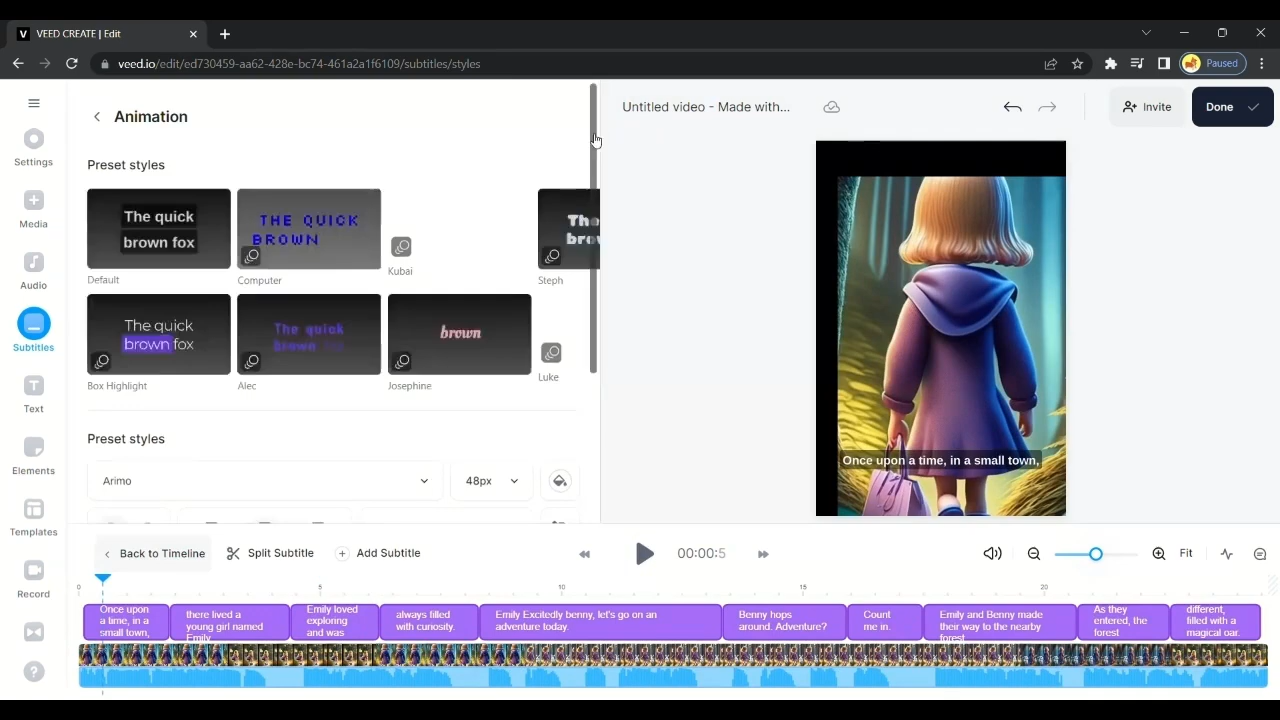 VEED CREATE | Edit
veed.io/edit/ed730459-aa62-428e-bc74-461a2a1f6109/subtitles/styles
Paused
Settings
Media
Audio
Subtitles
Text
Elements
Templates
Record
Animation
Preset styles
The quick
brown fox
Default
THE QUICK
BROWN
Computer
Kubai
Steph
The quick
brown fox
Box Highlight
The quick
brown fox
Alec
brown
Josephine
Luke
Preset styles
Arimo
48px
Untitled video - Made with...
Invite
Done
Once upon a time, in a small town,
Back to Timeline
Split Subtitle
Add Subtitle
00:00:5
Fit
0
5
10
15
20
Once upon
a time, in a
small town,
there lived a
young girl named
Emily
Emily loved
exploring
and was
always filled
with curiosity.
Emily Excitedly benny, let's go on an
adventure today.
Benny hops
around. Adventure?
Count
me in.
Emily and Benny made
their way to the nearby
forest
As they
entered, the
forest
different,
filled with a
magical oar.